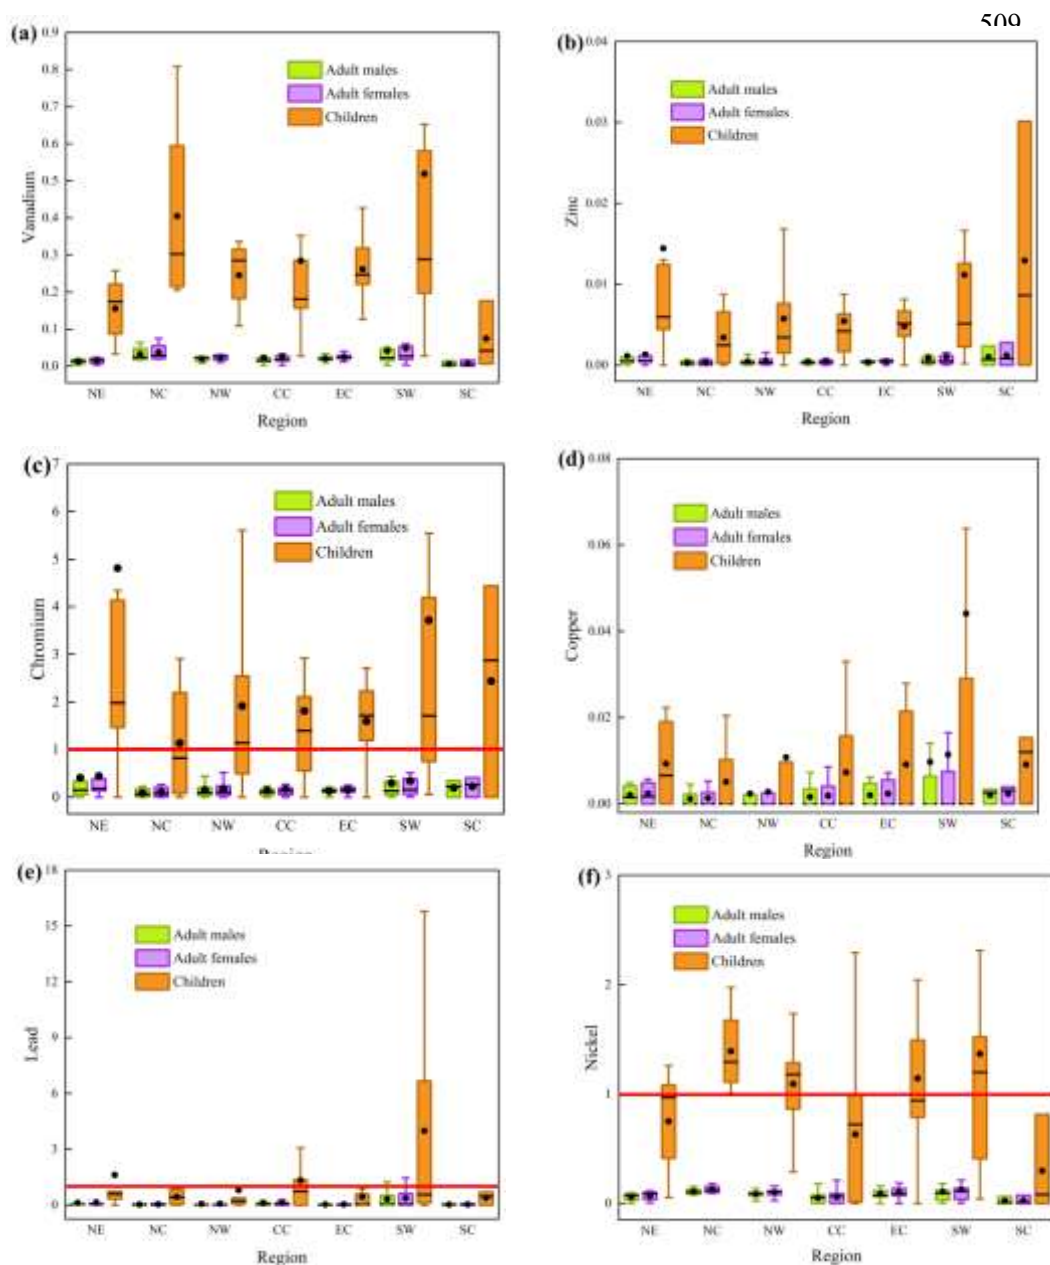 509
(a)
0.9
0.8
0.7
0.6
0.5
0.4
0.3
0.2
0.1
0.0
Vanadium
Adult males
Adult females
Children
NE NC NW CC EC SW SC
Region
(b)
0.04
0.03
0.02
0.01
0.00
Zinc
Adult males
Adult females
Children
NE NC NW CC EC SW SC
Region
(c)
7
6
5
4
3
2
1
0
Chromium
Adult males
Adult females
Children
NE NC NW CC EC SW SC
Region
(d)
0.08
0.06
0.04
0.02
0.00
Copper
Adult males
Adult females
Children
NE NC NW CC EC SW SC
Region
(e)
18
15
12
9
6
3
0
Lead
Adult males
Adult females
Children
NE NC NW CC EC SW SC
Region
(f)
3
2
1
0
Nickel
Adult males
Adult females
Children
NE NC NW CC EC SW SC
Region